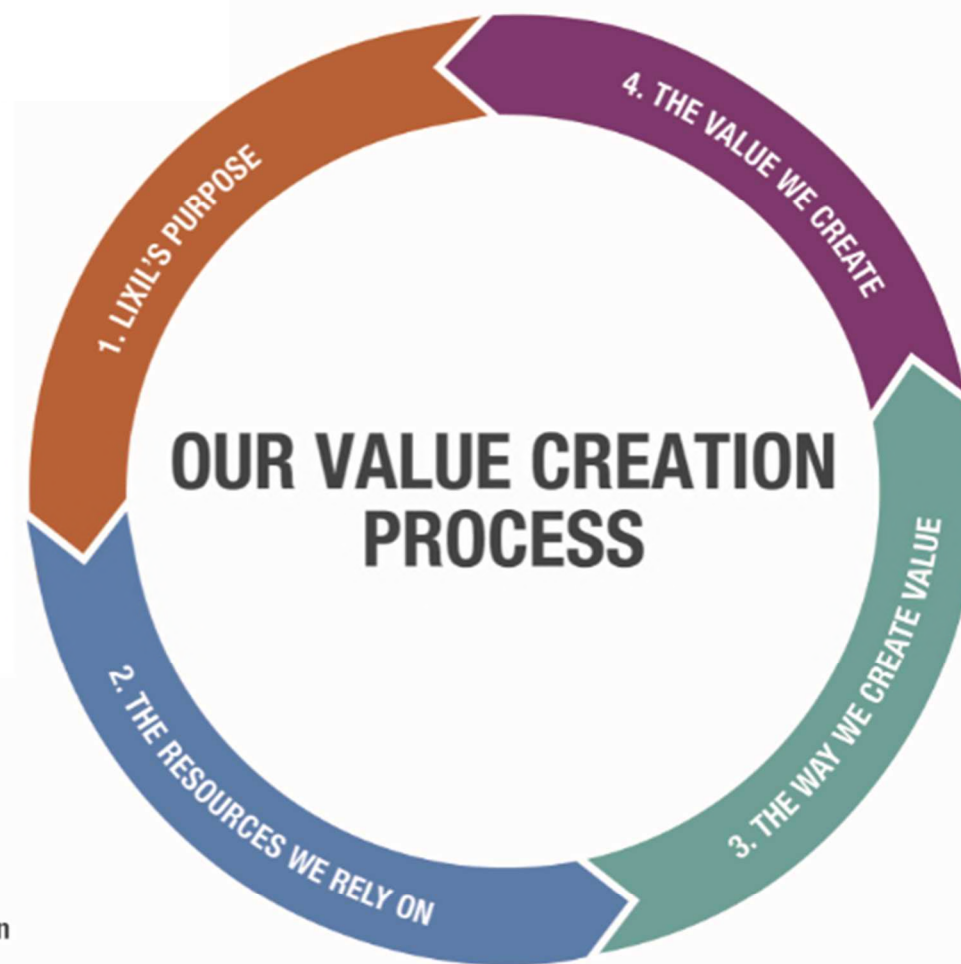 4. THE VALUE WE CREATE
1. LIXIL'S PURPOSE
OUR VALUE CREATION
PROCESS
3. THE WAY WE CREATE VALUE
2. THE RESOURCES WE RELY ON
n